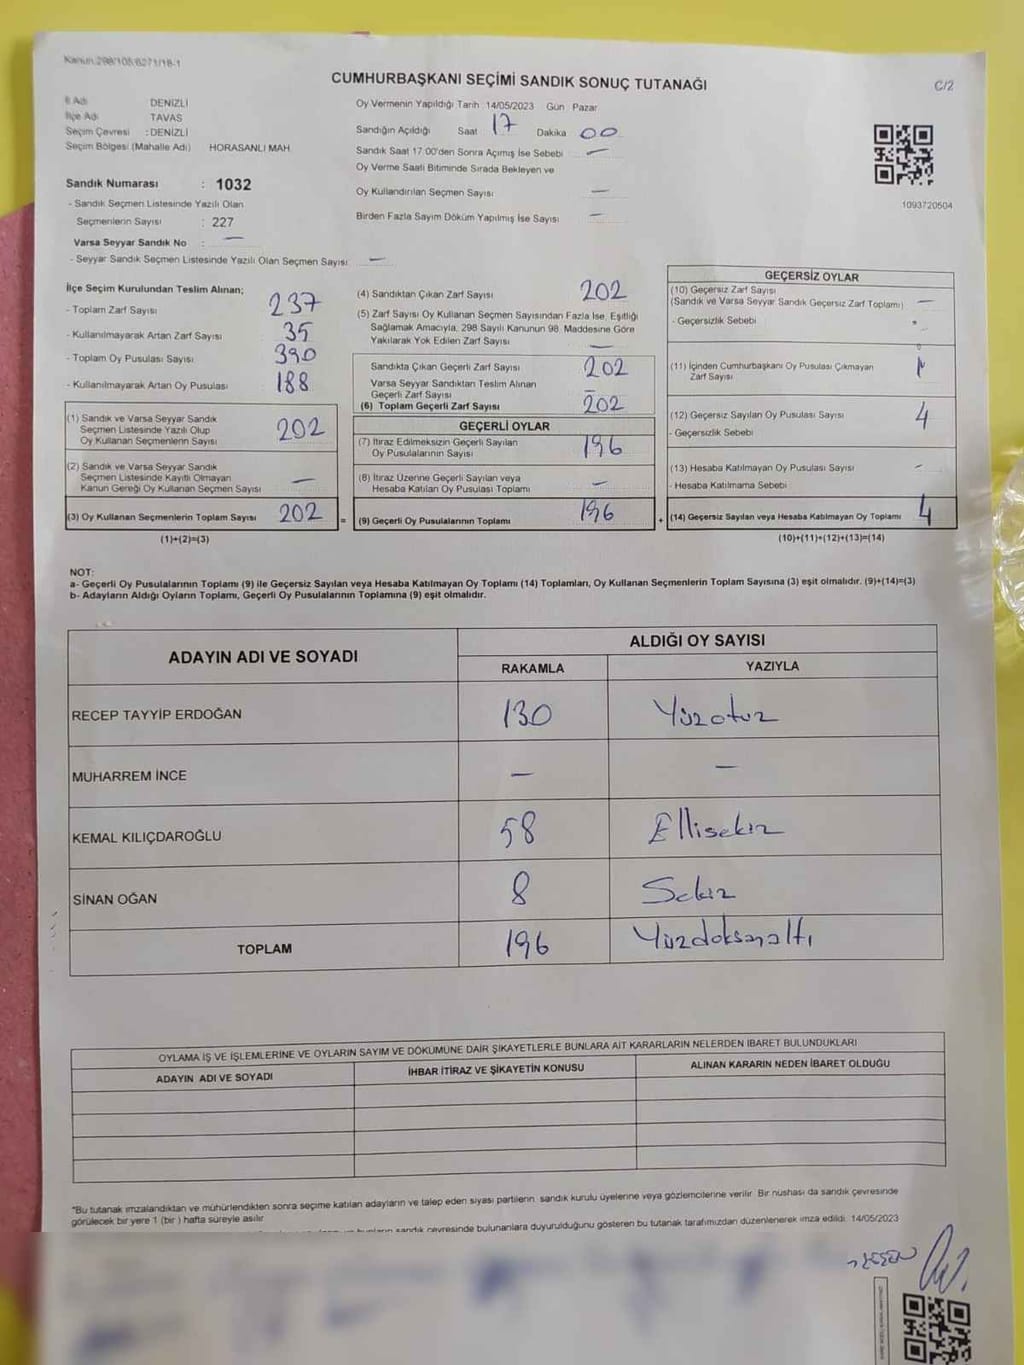 Kanun.298/105/6271/18-1
CUMHURBAŞKANI SEÇİMİ SANDIK SONUÇ TUTANAĞI
C/2
İl Adı DENİZLİ
İlçe Adı TAVAS
Seçim Çevresi : DENİZLİ
Seçim Bölgesi (Mahalle Adı) HORASANLI MAH.
Sandık Numarası : 1032
- Sandık Seçmen Listesinde Yazılı Olan
Seçmenlerin Sayısı : 227
Varsa Seyyar Sandık No : —
- Seyyar Sandık Seçmen Listesinde Yazılı Olan Seçmen Sayısı: —
Oy Vermenin Yapıldığı Tarih :14/05/2023 Gün : Pazar
Sandığın Açıldığı Saat 17 Dakika 00
Sandık Saat 17.00'den Sonra Açımış İse Sebebi —
Oy Verme Saati Bitiminde Sırada Bekleyen ve
Oy Kullandırılan Seçmen Sayısı —
Birden Fazla Sayım Döküm Yapılmış İse Sayısı —
1093720504
İlçe Seçim Kurulundan Teslim Alınan;
- Toplam Zarf Sayısı 237
- Kullanılmayarak Artan Zarf Sayısı 35
- Toplam Oy Pusulası Sayısı 390
- Kullanılmayarak Artan Oy Pusulası 188
(1) Sandık ve Varsa Seyyar Sandık
Seçmen Listesinde Yazılı Olup
Oy Kullanan Seçmenlerin Sayısı 202
(2) Sandık ve Varsa Seyyar Sandık
Seçmen Listesinde Kayıtlı Olmayan
Kanun Gereği Oy Kullanan Seçmen Sayısı —
(3) Oy Kullanan Seçmenlerin Toplam Sayısı 202 =
(1)+(2)=(3)
(4) Sandıktan Çıkan Zarf Sayısı 202
(5) Zarf Sayısı Oy Kullanan Seçmen Sayısından Fazla İse, Eşitliği
Sağlamak Amacıyla, 298 Sayılı Kanunun 98. Maddesine Göre
Yakılarak Yok Edilen Zarf Sayısı —
Sandıkta Çıkan Geçerli Zarf Sayısı 202
Varsa Seyyar Sandıktan Teslim Alınan
Geçerli Zarf Sayısı —
(6) Toplam Geçerli Zarf Sayısı 202
GEÇERLİ OYLAR
(7) İtiraz Edilmeksizin Geçerli Sayılan
Oy Pusulalarının Sayısı 196
(8) İtiraz Üzerine Geçerli Sayılan veya
Hesaba Katılan Oy Pusulası Toplamı —
(9) Geçerli Oy Pusulalarının Toplamı 196 +
GEÇERSİZ OYLAR
(10) Geçersiz Zarf Sayısı
(Sandık ve Varsa Seyyar Sandık Geçersiz Zarf Toplamı) —
- Geçersizlik Sebebi
(11) İçinden Cumhurbaşkanı Oy Pusulası Çıkmayan
Zarf Sayısı
(12) Geçersiz Sayılan Oy Pusulası Sayısı 4
- Geçersizlik Sebebi
(13) Hesaba Katılmayan Oy Pusulası Sayısı -
- Hesaba Katılmama Sebebi
(14) Geçersiz Sayılan veya Hesaba Katılmayan Oy Toplamı 4
(10)+(11)+(12)+(13)=(14)
NOT:
a- Geçerli Oy Pusulalarının Toplamı (9) ile Geçersiz Sayılan veya Hesaba Katılmayan Oy Toplamı (14) Toplamları, Oy Kullanan Seçmenlerin Toplam Sayısına (3) eşit olmalıdır. (9)+(14)=(3)
b- Adayların Aldığı Oyların Toplamı, Geçerli Oy Pusulalarının Toplamına (9) eşit olmalıdır.
ADAYIN ADI VE SOYADI
ALDIĞI OY SAYISI
RAKAMLA YAZIYLA
RECEP TAYYİP ERDOĞAN 130 Yüzotuz
MUHARREM İNCE — —
KEMAL KILIÇDAROĞLU 58 Ellisekiz
SİNAN OĞAN 8 Sekiz
TOPLAM 196 Yüzdoksanaltı
OYLAMA İŞ VE İŞLEMLERİNE VE OYLARIN SAYIM VE DÖKÜMÜNE DAİR ŞİKAYETLERLE BUNLARA AİT KARARLARIN NELERDEN İBARET BULUNDUKLARI
ADAYIN ADI VE SOYADI İHBAR İTİRAZ VE ŞİKAYETİN KONUSU ALINAN KARARIN NEDEN İBARET OLDUĞU
*Bu tutanak imzalandıktan ve mühürlendikten sonra seçime katılan adayların ve talep eden siyasi partilerin sandık kurulu üyelerine veya gözlemcilerine verilir. Bir nüshası da sandık çevresinde
görülecek bir yere 1 (bir ) hafta süreyle asılır.
sandık çevresinde bulunanlara duyurulduğunu gösteren bu tutanak tarafımızdan düzenlenerek imza edildi. 14/05/2023